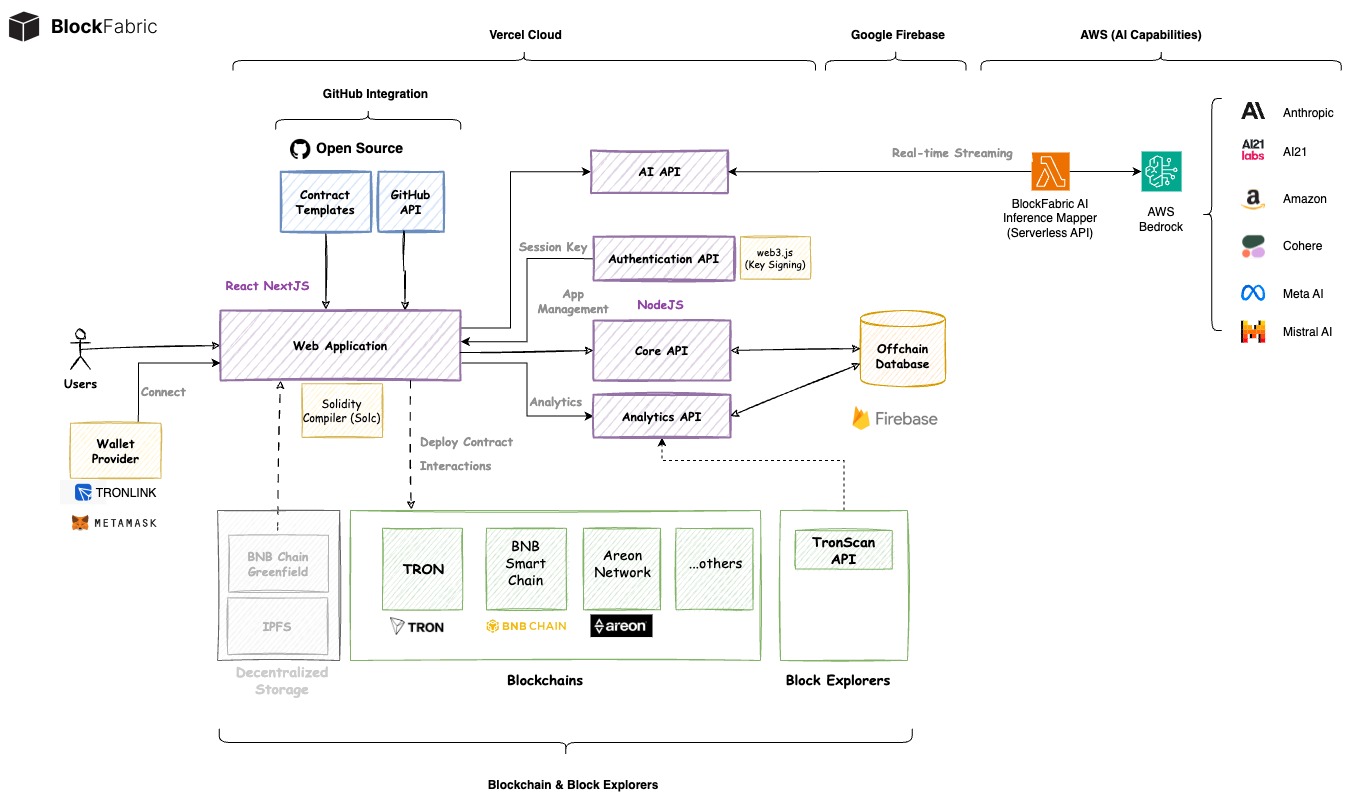 BlockFabric
Vercel Cloud
Google Firebase
AWS (AI Capabilities)
GitHub Integration
Open Source
Contract
Templates
GitHub
API
AI API
Real-time Streaming
BlockFabric AI
Inference Mapper
(Serverless API)
AWS
Bedrock
Anthropic
AI21
labs
AI21
a
Amazon
Cohere
Meta AI
Mistral AI
Session Key
Authentication API
web3.js
(Key Signing)
React NextJS
App
Management
NodeJS
Web Application
Core API
Offchain
Database
Users
Connect
Solidity
Compiler (Solc)
Analytics
Analytics API
Firebase
Wallet
Provider
TRONLINK
METAMASK
Deploy Contract
Interactions
BNB Chain
Greenfield
IPFS
Decentralized
Storage
TRON
BNB
Smart
Chain
Areon
Network
...others
TRON
BNB CHAIN
areon
Blockchains
TronScan
API
Block Explorers
Blockchain & Block Explorers